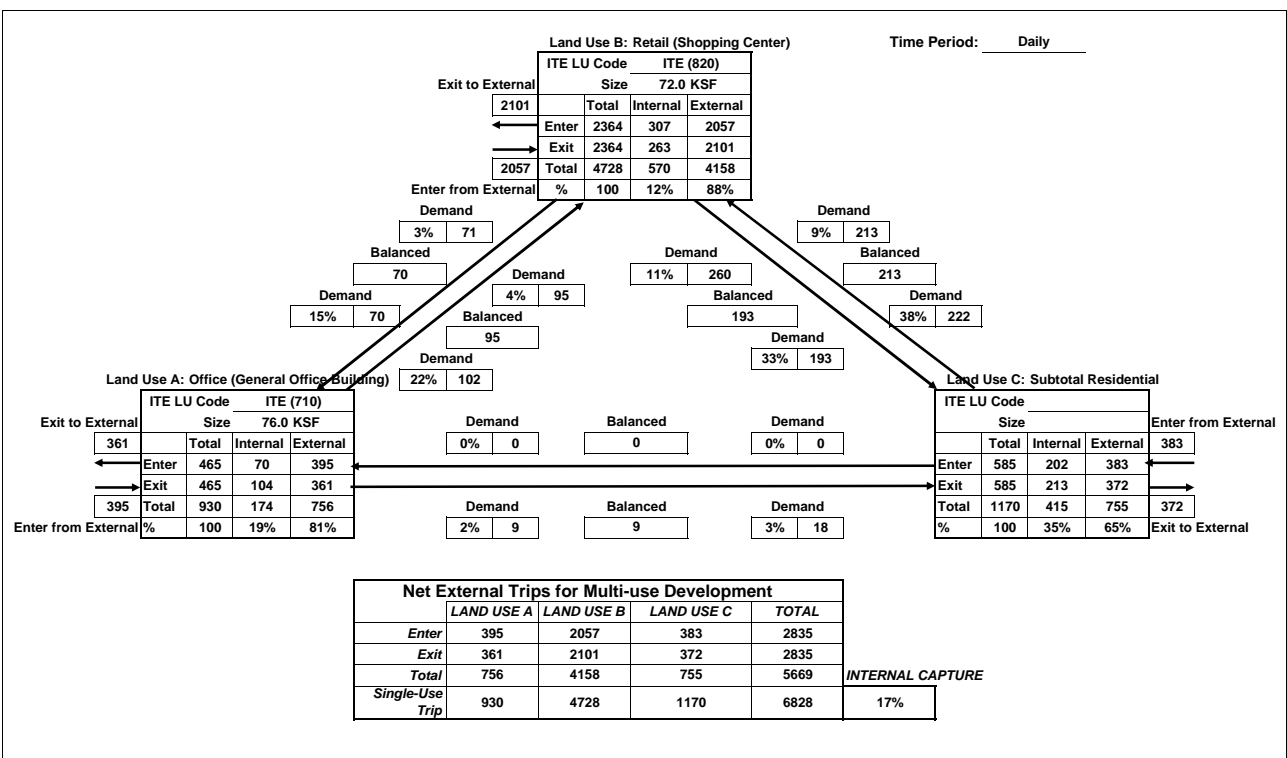 Land Use B: Retail (Shopping Center) Time Period: Daily
ITE LU Code ITE (820)
Exit to External Size 72.0 KSF
2101 Total Internal External
Enter 2364 307 2057
Exit 2364 263 2101
2057 Total 4728 570 4158
Enter from External % 100 12% 88%
Demand Demand
3% 71 9% 213
Balanced Demand Balanced
70 Demand 11% 260 213
Demand 4% 95 Balanced Demand
15% 70 Balanced 193 38% 222
95 Demand
Demand 33% 193
Land Use A: Office (General Office Building) 22% 102 Land Use C: Subtotal Residential
ITE LU Code ITE (710) ITE LU Code
Exit to External Size 76.0 KSF Demand Balanced Demand Size Enter from External
361 Total Internal External 0% 0 0 0% 0 Total Internal External 383
Enter 465 70 395 Enter 585 202 383
Exit 465 104 361 Exit 585 213 372
395 Total 930 174 756 Demand Balanced Demand Total 1170 415 755 372
Enter from External % 100 19% 81% 2% 9 9 3% 18 % 100 35% 65% Exit to External
Net External Trips for Multi-use Development
LAND USE A LAND USE B LAND USE C TOTAL
Enter 395 2057 383 2835
Exit 361 2101 372 2835
Total 756 4158 755 5669 INTERNAL CAPTURE
Single-Use
Trip 930 4728 1170 6828 17%